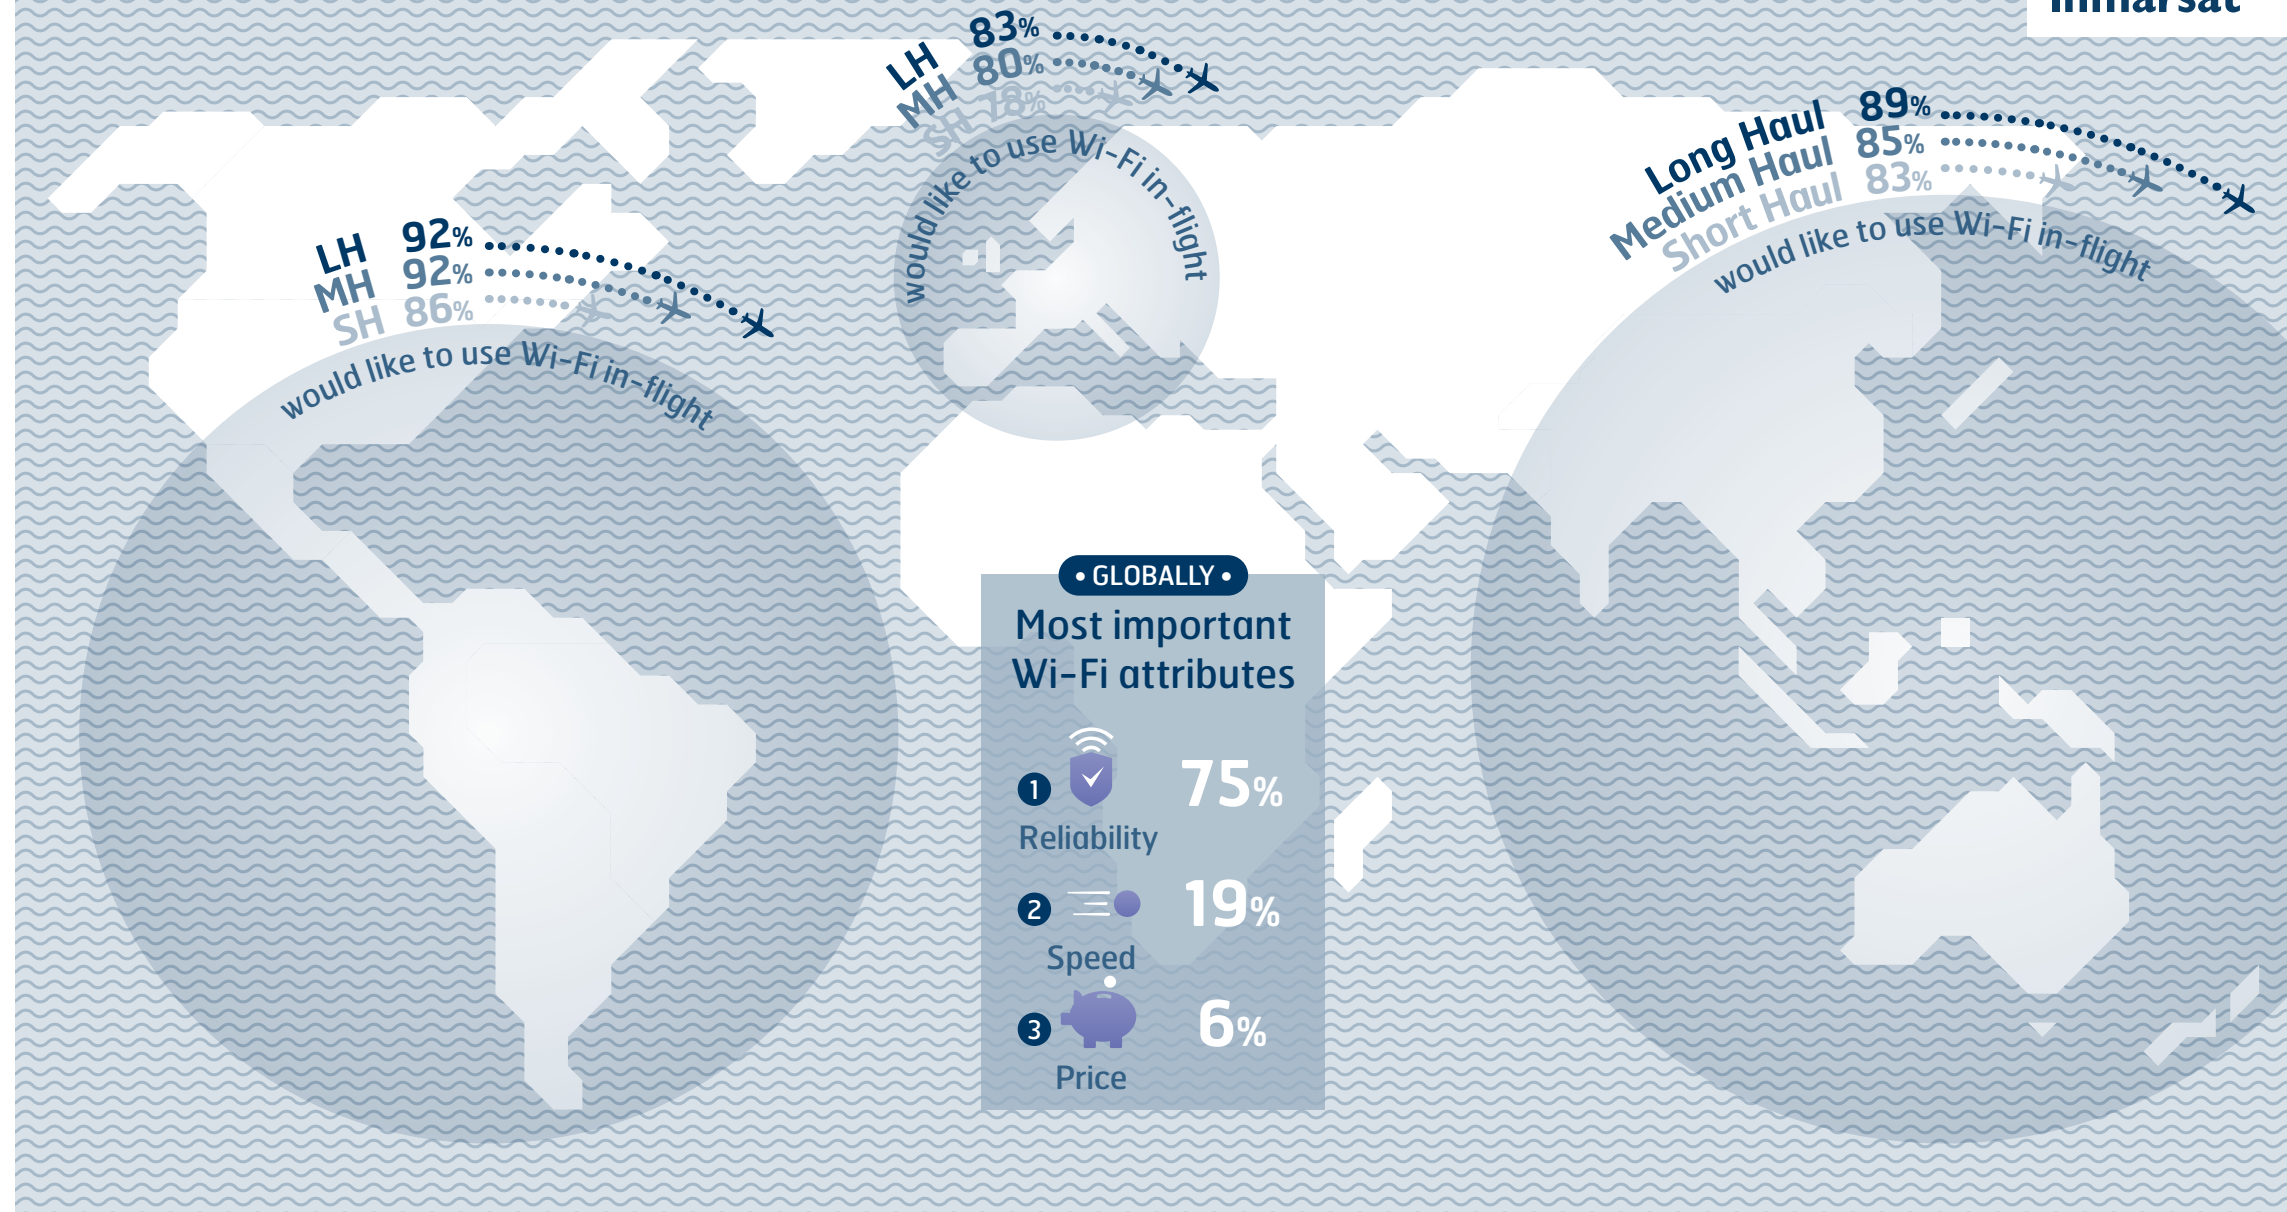 inmarsat
LH 83%
MH 80%
SH 78%
would like to use Wi-Fi in-flight
Long Haul 89%
Medium Haul 85%
Short Haul 83%
would like to use Wi-Fi in-flight
LH 92%
MH 92%
SH 86%
would like to use Wi-Fi in-flight
• GLOBALLY •
Most important
Wi-Fi attributes
1 75%
Reliability
2 19%
Speed
3 6%
Price